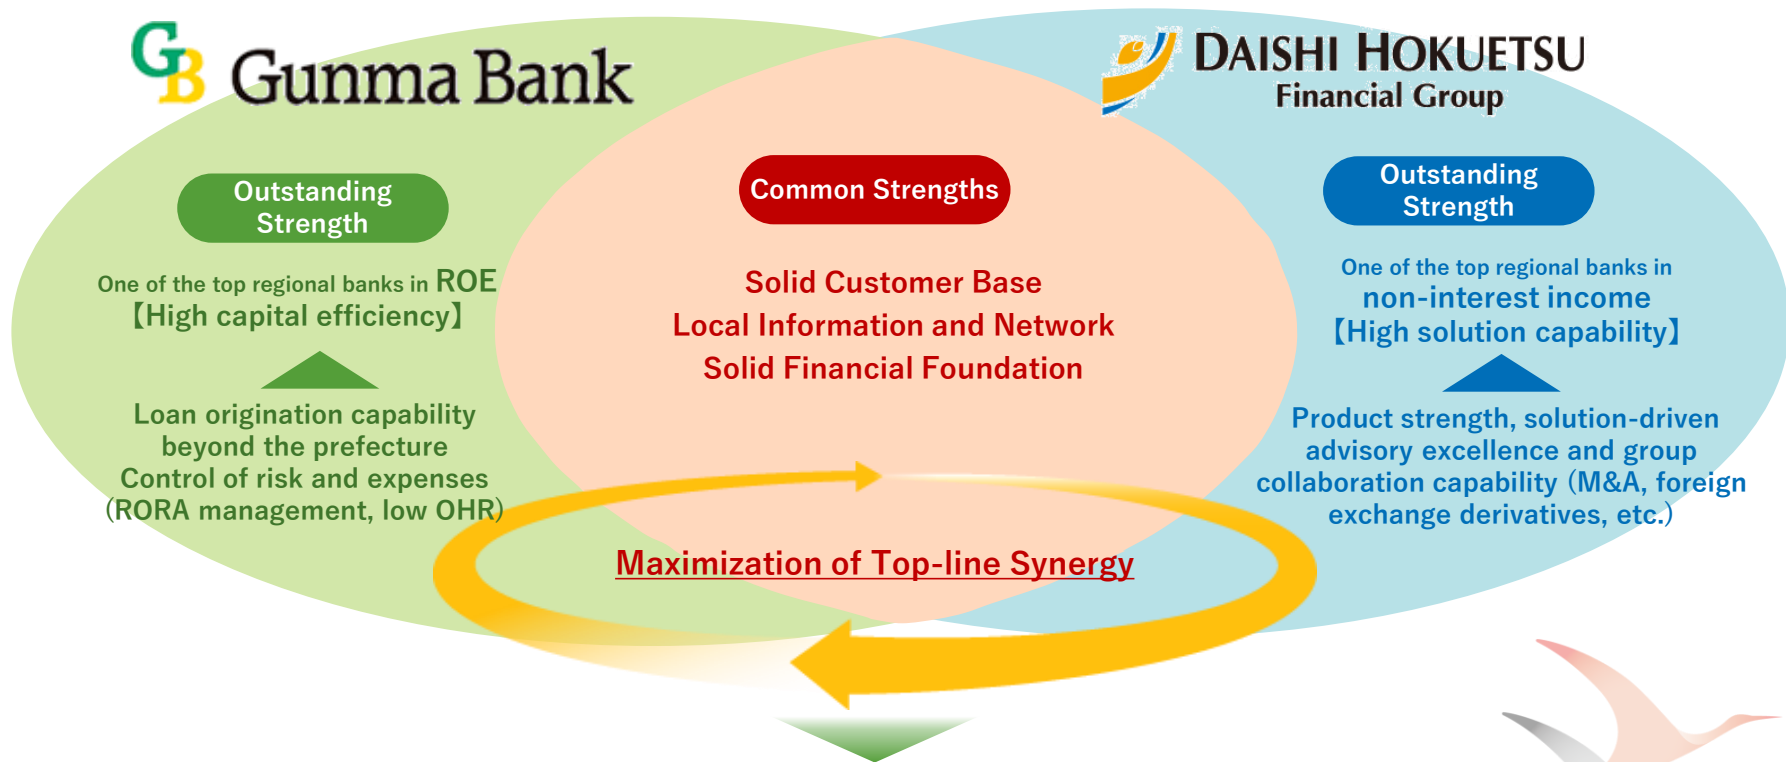 GB Gunma Bank
Outstanding
Strength
One of the top regional banks in ROE
【High capital efficiency】
Loan origination capability
beyond the prefecture
Control of risk and expenses
(RORA management, low OHR)
Common Strengths
Solid Customer Base
Local Information and Network
Solid Financial Foundation
Maximization of Top-line Synergy
DAISHI HOKUETSU
Financial Group
Outstanding
Strength
One of the top regional banks in
non-interest income
【High solution capability】
Product strength, solution-driven
advisory excellence and group
collaboration capability (M&A, foreign
exchange derivatives, etc.)